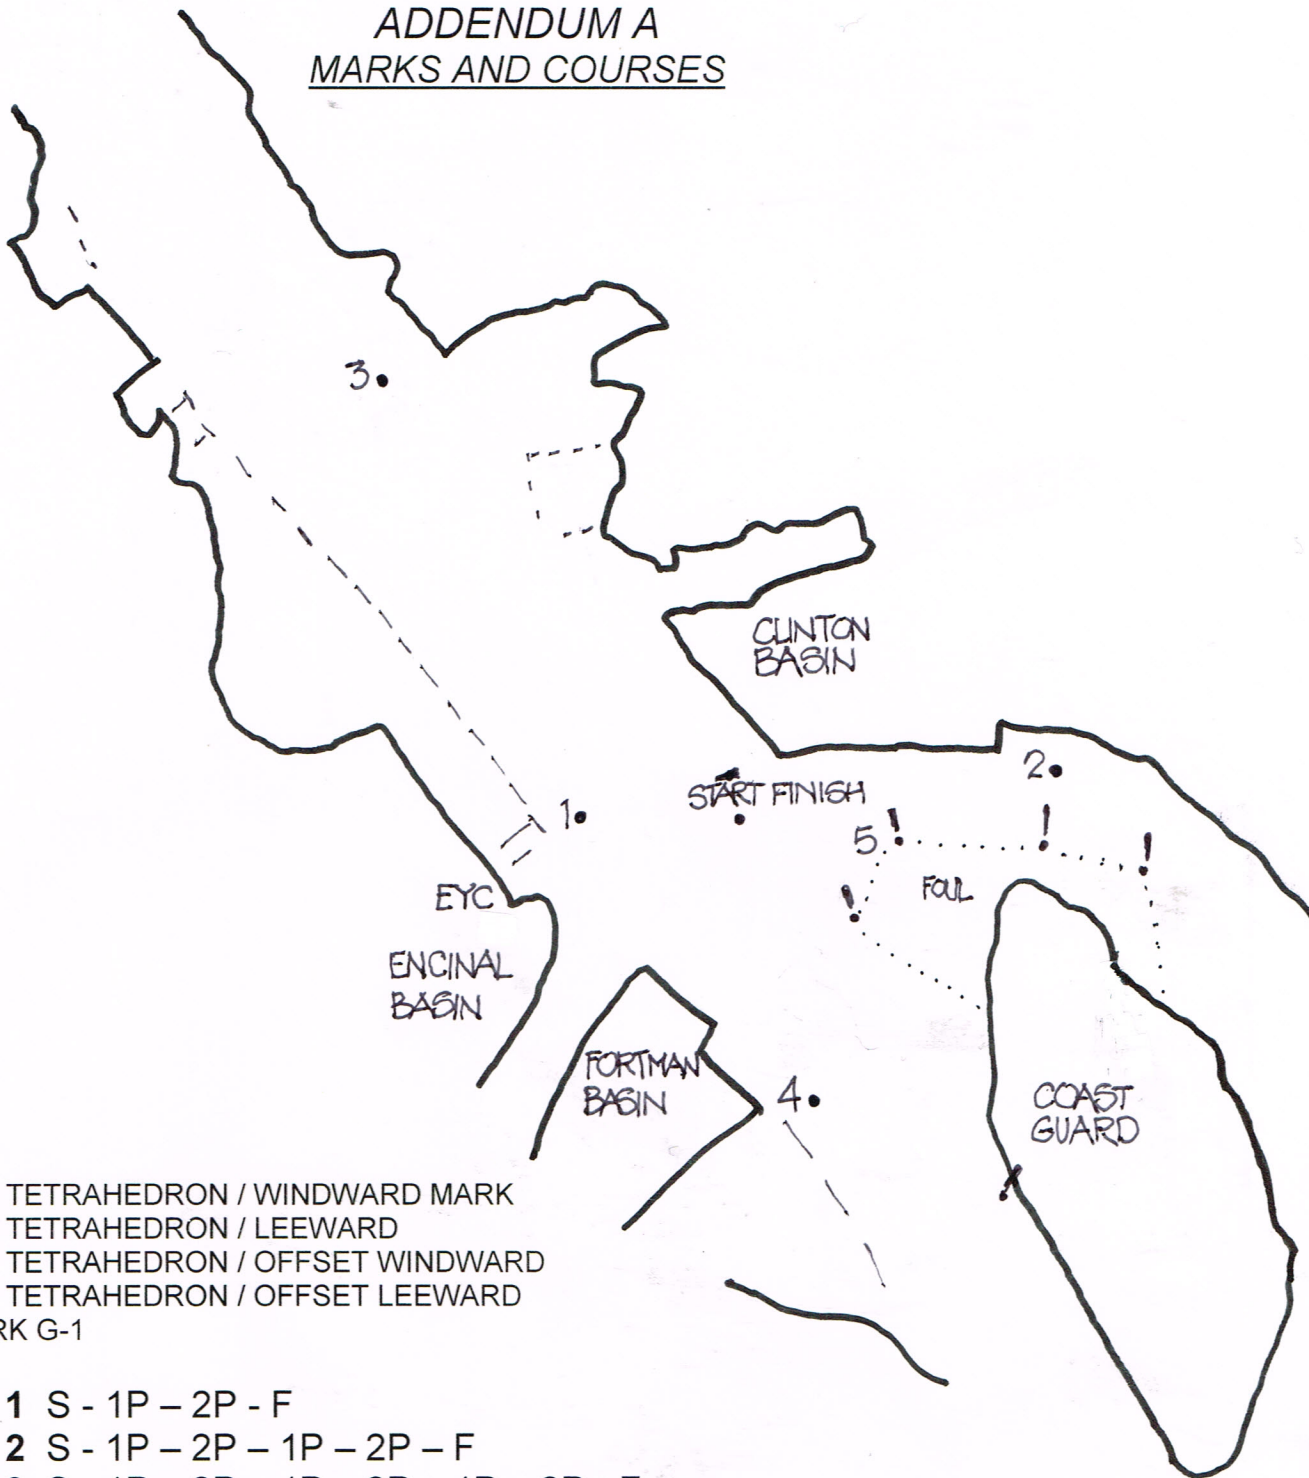 ADDENDUM A
MARKS AND COURSES
3
CLINTON
BASIN
2
1
START FINISH
5
! ! ! !
FOUL
EYC
ENCINAL
BASIN
FORTMAN
BASIN
4
COAST
GUARD
X
TETRAHEDRON / WINDWARD MARK
TETRAHEDRON / LEEWARD
TETRAHEDRON / OFFSET WINDWARD
TETRAHEDRON / OFFSET LEEWARD
RK G-1
1 S - 1P – 2P - F
2 S - 1P – 2P – 1P – 2P – F